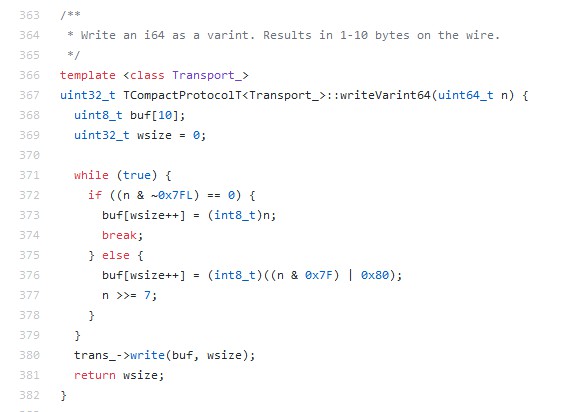 363 /**
364  * Write an i64 as a varint. Results in 1-10 bytes on the wire.
365  */
366 template <class Transport_>
367 uint32_t TCompactProtocolT<Transport_>::writeVarint64(uint64_t n) {
368   uint8_t buf[10];
369   uint32_t wsize = 0;
370
371   while (true) {
372     if ((n & ~0x7FL) == 0) {
373       buf[wsize++] = (int8_t)n;
374       break;
375     } else {
376       buf[wsize++] = (int8_t)((n & 0x7F) | 0x80);
377       n >>= 7;
378     }
379   }
380   trans_->write(buf, wsize);
381   return wsize;
382 }